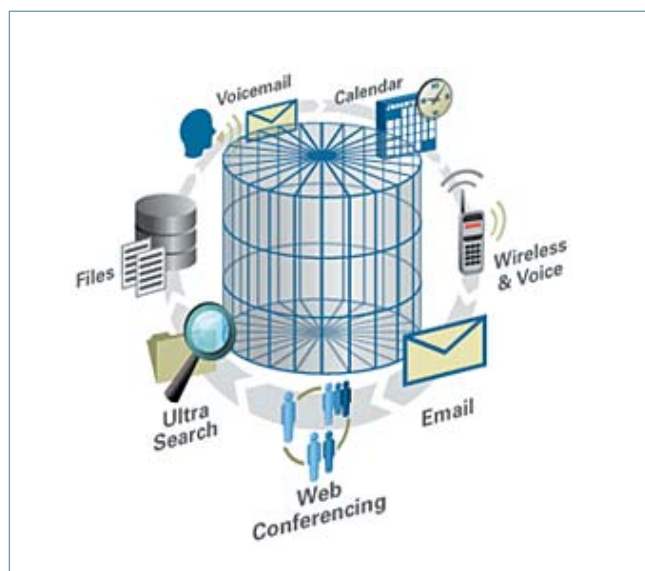 Voicemail
Calendar
Wireless
& Voice
Email
Web
Conferencing
Ultra
Search
Files